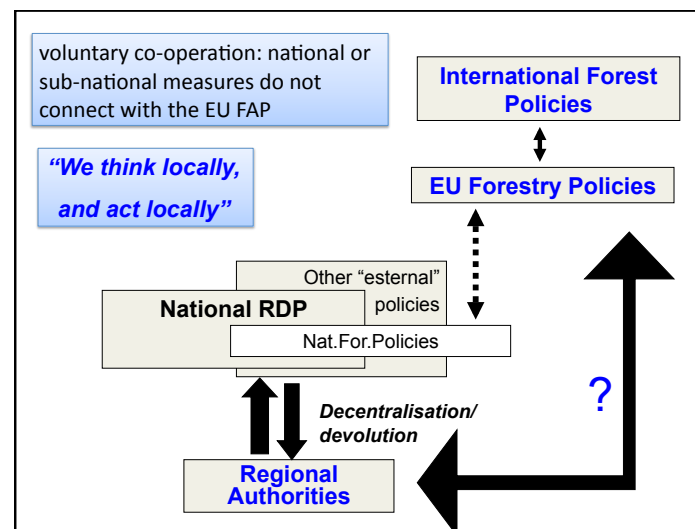 voluntary co-operation: national or
sub-national measures do not
connect with the EU FAP
“We think locally,
and act locally”
International Forest
Policies
EU Forestry Policies
Other “esternal”
policies
National RDP
Nat.For.Policies
Decentralisation/
devolution
?
Regional
Authorities